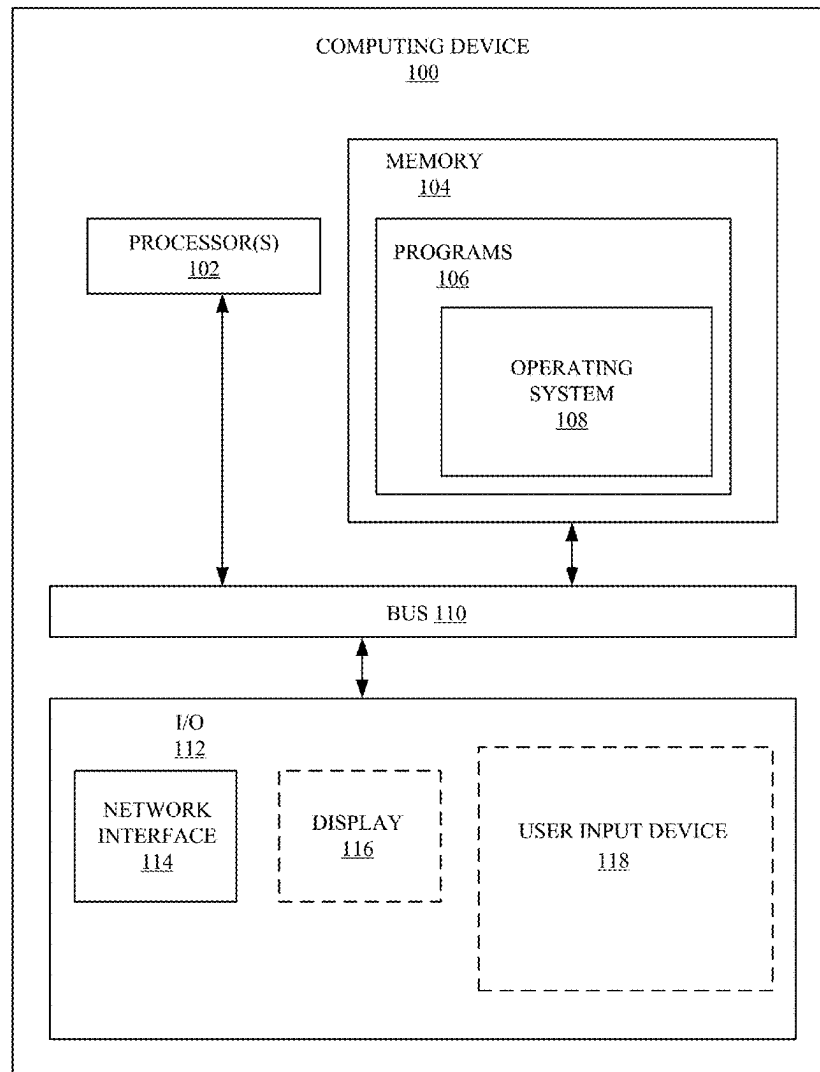 COMPUTING DEVICE
100
MEMORY
104
PROCESSOR(S)
102
PROGRAMS
106
OPERATING
SYSTEM
108
BUS 110
I/O
112
NETWORK
INTERFACE
114
DISPLAY
116
USER INPUT DEVICE
118